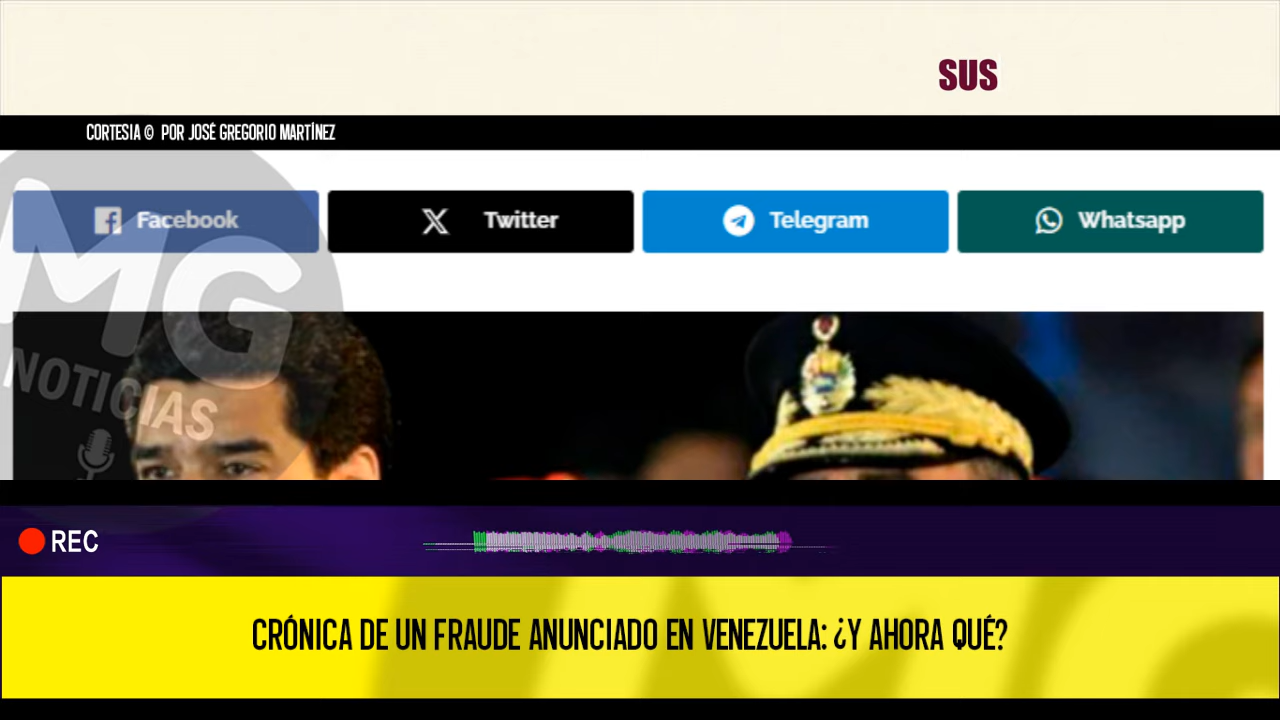 SUS
CORTESIA © POR JOSÉ GREGORIO MARTÍNEZ
Facebook
Twitter
Telegram
Whatsapp
MG
NOTICIAS
REC
CRÓNICA DE UN FRAUDE ANUNCIADO EN VENEZUELA: ¿Y AHORA QUÉ?